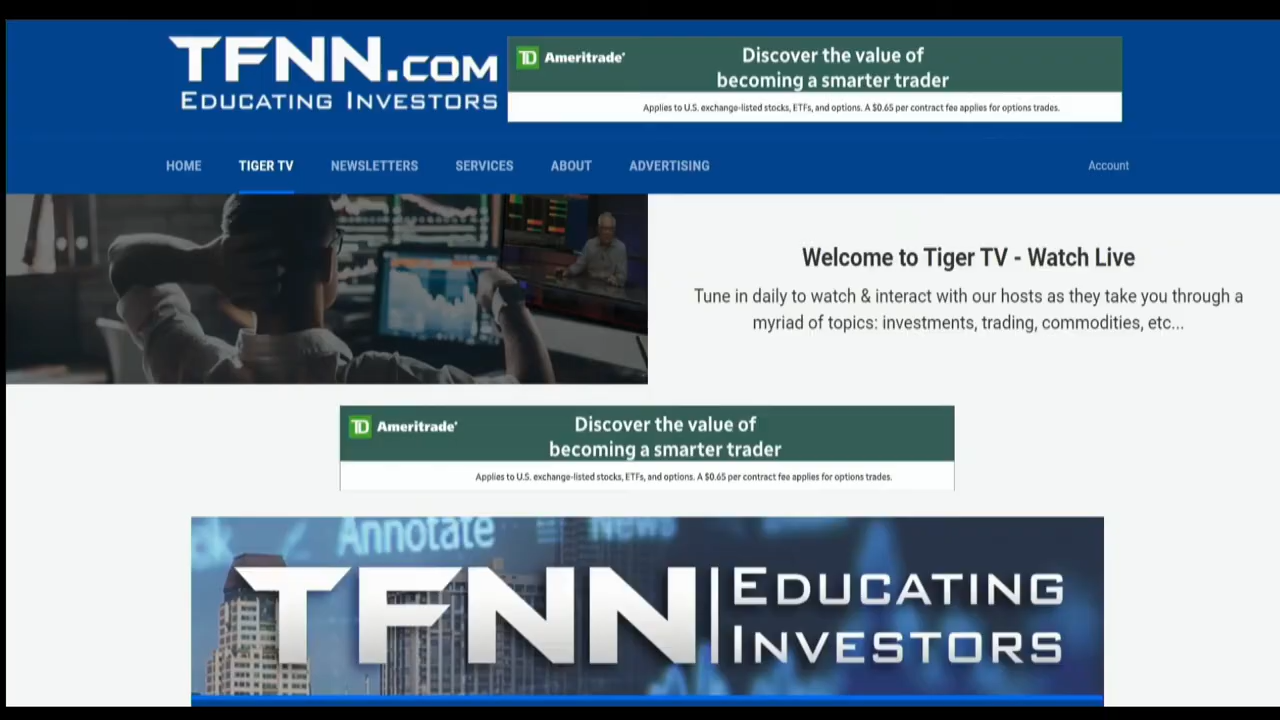 TFNN.COM
EDUCATING INVESTORS
TD Ameritrade®
Discover the value of
becoming a smarter trader
Applies to U.S. exchange-listed stocks, ETFs, and options. A $0.65 per contract fee applies for options trades.
HOME TIGER TV NEWSLETTERS SERVICES ABOUT ADVERTISING Account
Welcome to Tiger TV - Watch Live
Tune in daily to watch & interact with our hosts as they take you through a
myriad of topics: investments, trading, commodities, etc...
TD Ameritrade®
Discover the value of
becoming a smarter trader
Applies to U.S. exchange-listed stocks, ETFs, and options. A $0.65 per contract fee applies for options trades.
Annotate News
TFNN EDUCATING
INVESTORS